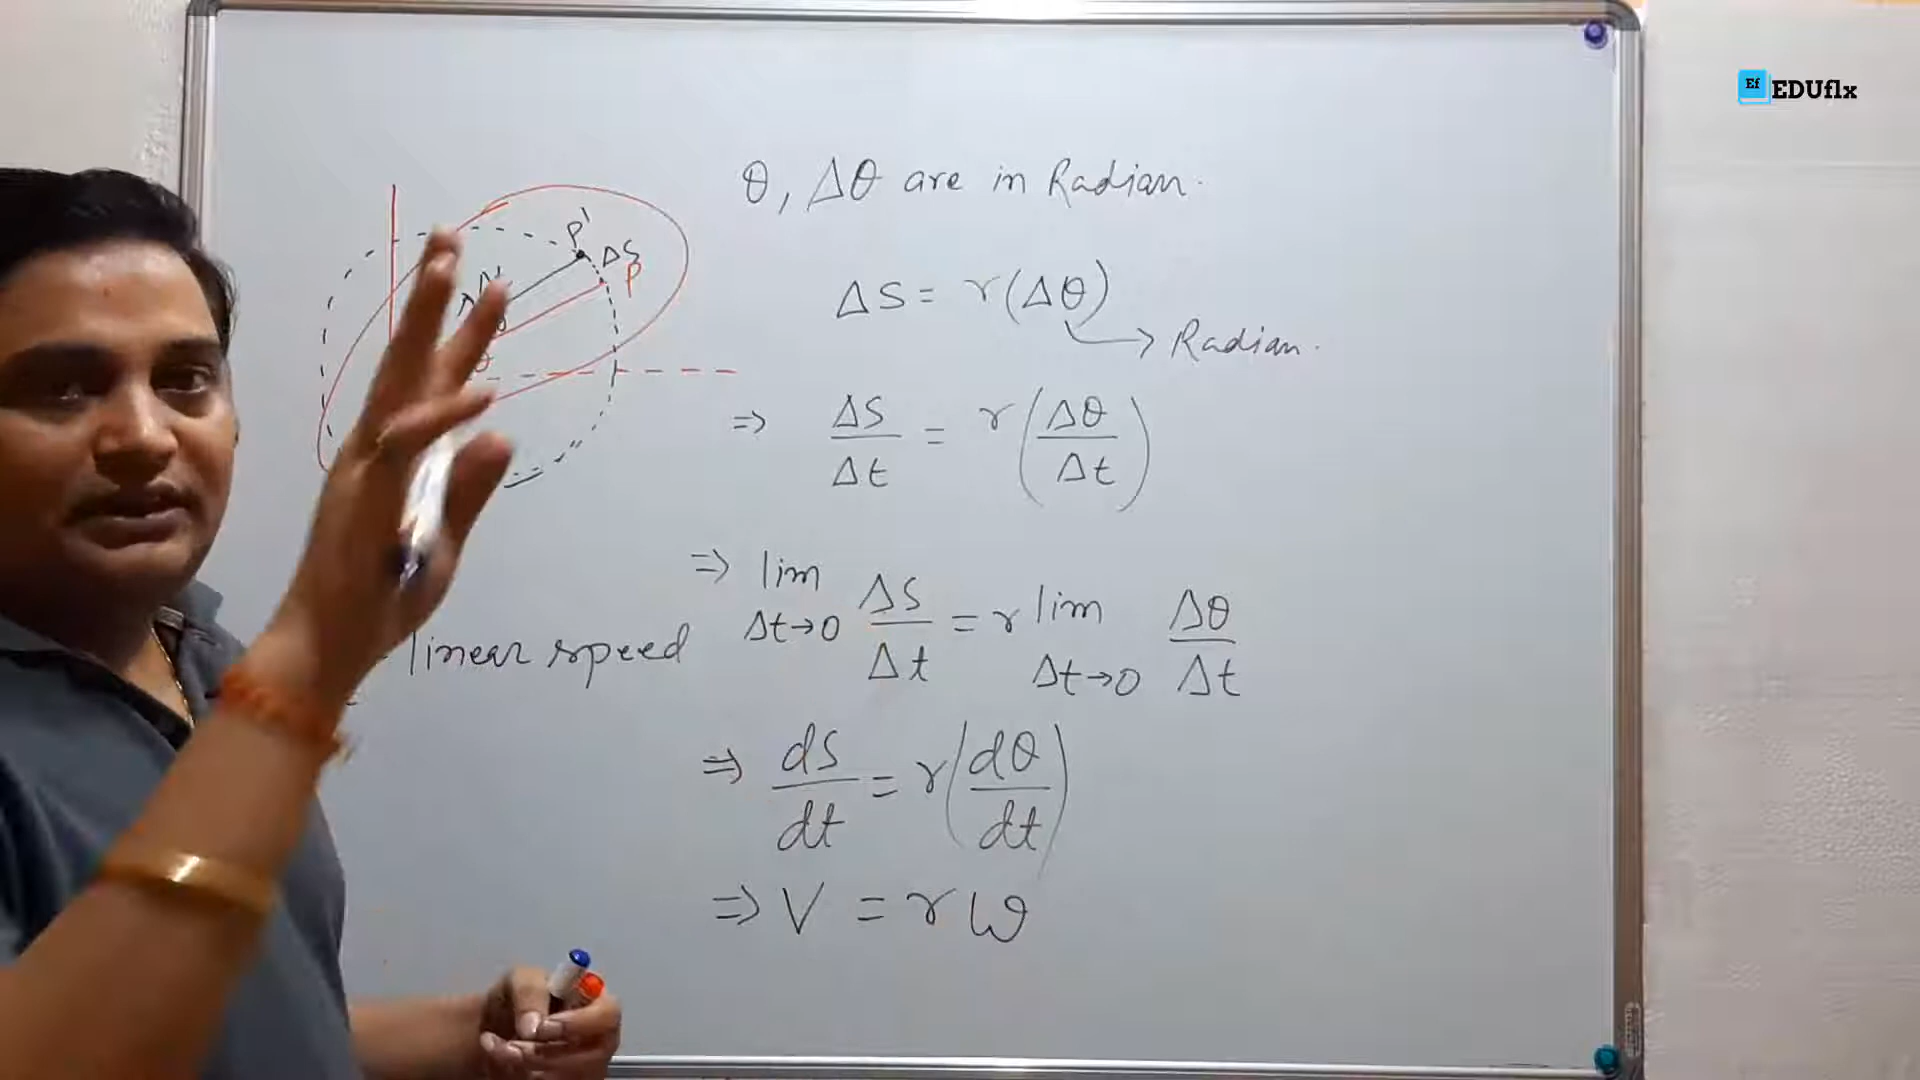 Ef EDUflx
θ, Δθ are in Radian.
P'
ΔS
P
θ
ΔS = r(Δθ)
→ Radian.
⇒ ΔS/Δt = r(Δθ/Δt)
⇒ lim Δt→0 ΔS/Δt = r lim Δt→0 Δθ/Δt
linear speed
⇒ ds/dt = r(dθ/dt)
⇒ V = rω